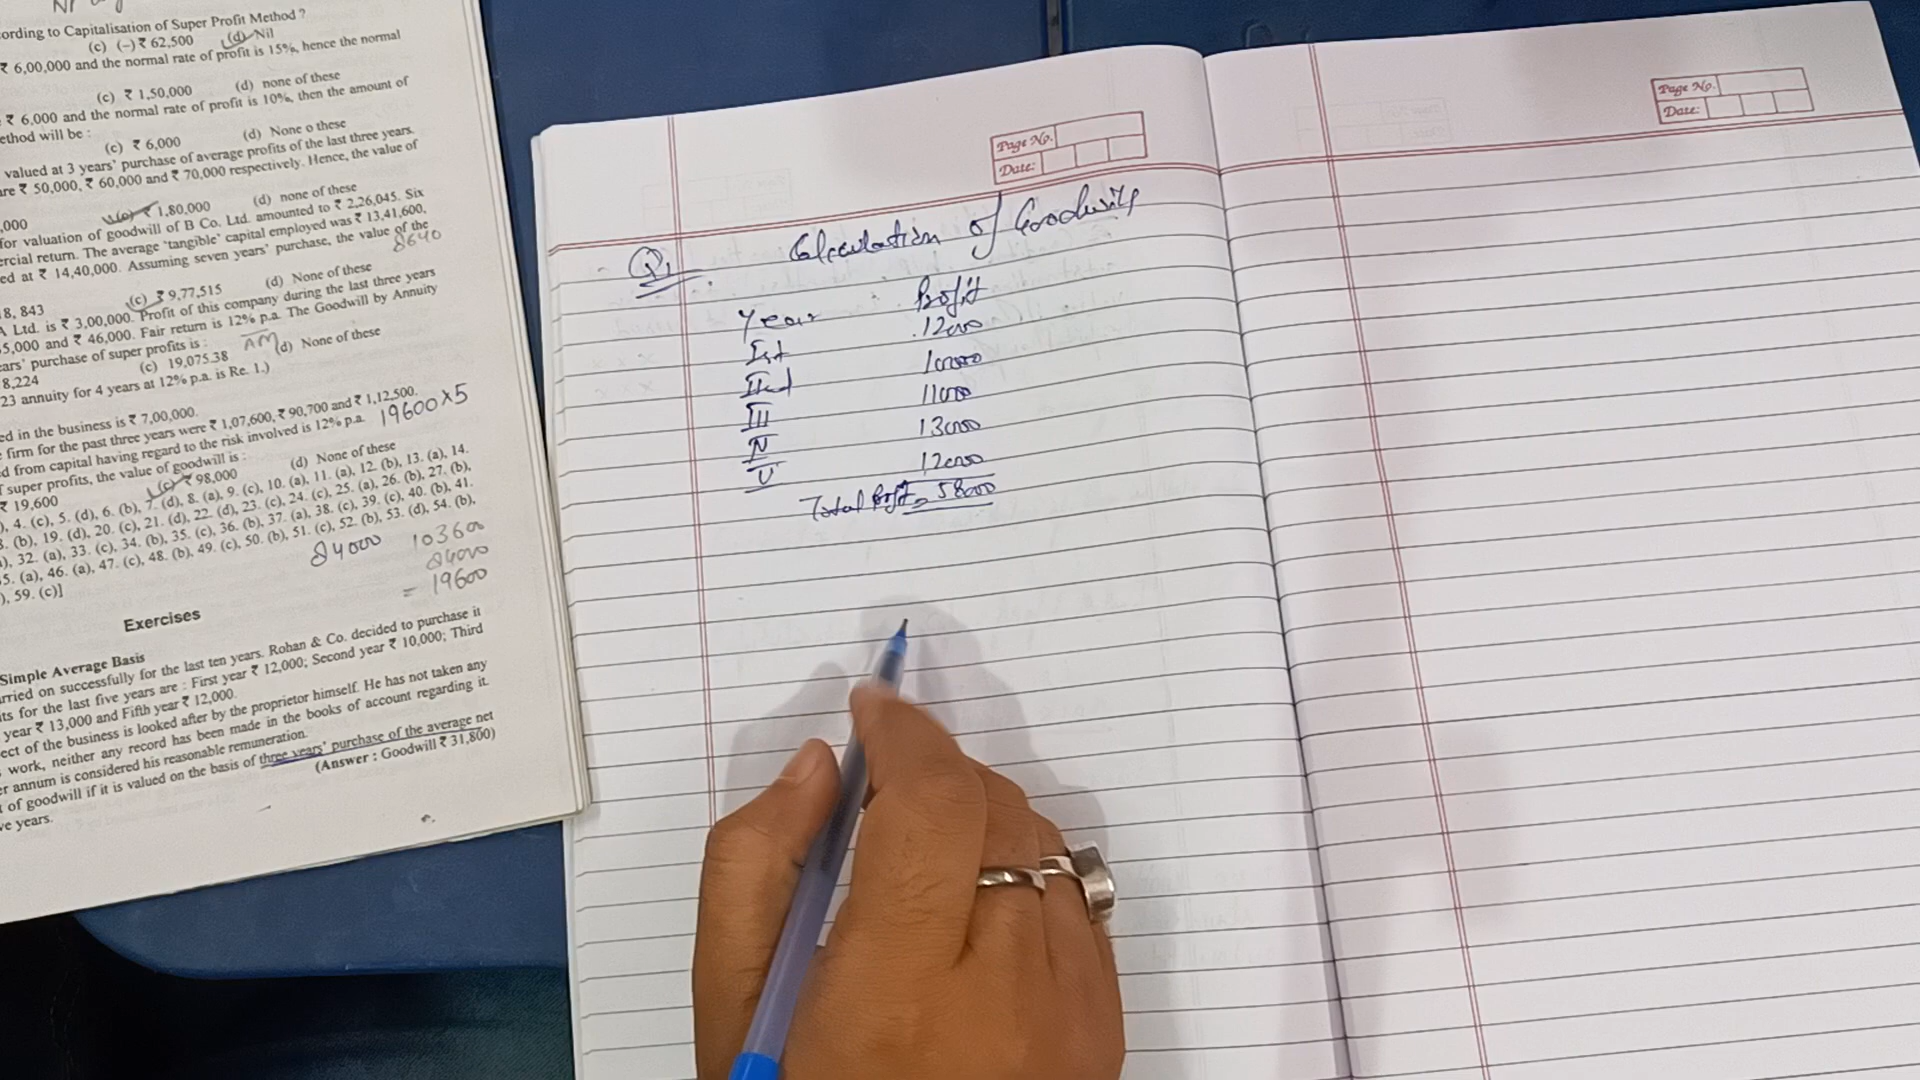 cording to Capitalisation of Super Profit Method ?
(c) (−) ₹ 62,500 (d) Nil
₹ 6,00,000 and the normal rate of profit is 15%, hence the normal
(c) ₹ 1,50,000 (d) none of these
₹ 6,000 and the normal rate of profit is 10%, then the amount of
ethod will be :
(c) ₹ 6,000 (d) None o these
valued at 3 years' purchase of average profits of the last three years.
are ₹ 50,000, ₹ 60,000 and ₹ 70,000 respectively. Hence, the value of
,000 (c) ₹ 1,80,000 (d) none of these
for valuation of goodwill of B Co. Ltd. amounted to ₹ 2,26,045. Six
ercial return. The average 'tangible' capital employed was ₹ 13,41,600,
ed at ₹ 14,40,000. Assuming seven years' purchase, the value of the
8640
8, 843 (c) ₹ 9,77,515 (d) None of these
A Ltd. is ₹ 3,00,000. Profit of this company during the last three years
5,000 and ₹ 46,000. Fair return is 12% p.a. The Goodwill by Annuity
ears' purchase of super profits is :
8,224 (c) 19,075.38 (d) None of these
23 annuity for 4 years at 12% p.a. is Re. 1.)
ed in the business is ₹ 7,00,000.
firm for the past three years were ₹ 1,07,600, ₹ 90,700 and ₹ 1,12,500.
d from capital having regard to the risk involved is 12% p.a. 19600×5
super profits, the value of goodwill is :
₹ 19,600 (c) ₹ 98,000 (d) None of these
), 4. (c), 5. (d), 6. (b), 7. (d), 8. (a), 9. (c), 10. (a), 11. (a), 12. (b), 13. (a), 14.
. (b), 19. (d), 20. (c), 21. (d), 22. (d), 23. (c), 24. (c), 25. (a), 26. (b), 27. (b),
), 32. (a), 33. (c), 34. (b), 35. (c), 36. (b), 37. (a), 38. (c), 39. (c), 40. (b), 41.
5. (a), 46. (a), 47. (c), 48. (b), 49. (c), 50. (b), 51. (c), 52. (b), 53. (d), 54. (b),
), 59. (c)]
84000 103600
84000
= 19600
Exercises
Simple Average Basis
rried on successfully for the last ten years. Rohan & Co. decided to purchase it
ts for the last five years are : First year ₹ 12,000; Second year ₹ 10,000; Third
year ₹ 13,000 and Fifth year ₹ 12,000.
ect of the business is looked after by the proprietor himself. He has not taken any
work, neither any record has been made in the books of account regarding it.
er annum is considered his reasonable remuneration.
of goodwill if it is valued on the basis of three years' purchase of the average net
ve years. (Answer : Goodwill ₹ 31,800)
Page No.
Date:
Q1 Calculation of Goodwill
Year Profit
Ist 12000
IInd 10000
III 11000
IV 13000
V 12000
Total Profit = 58000
Page No.
Date: